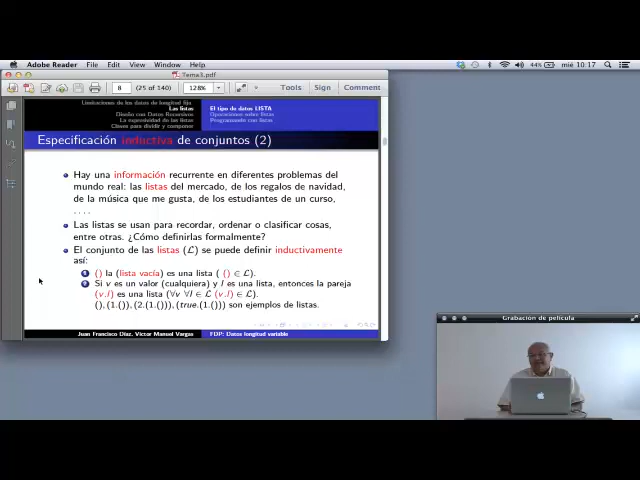 Adobe Reader File Edit View Window Help 44% mié 10:17
Tema3.pdf
8 (25 of 140) 128% Tools Sign Comment
Limitaciones de los datos de longitud fija
Las listas
Diseño con Datos Recursivos
La expresividad de las listas
Clases para dividir y componer
El tipo de datos LISTA
Operaciones sobre listas
Programando con listas
Especificación inductiva de conjuntos (2)
Hay una información recurrente en diferentes problemas del
mundo real: las listas del mercado, de los regalos de navidad,
de la música que me gusta, de los estudiantes de un curso,
. . . .
Las listas se usan para recordar, ordenar o clasificar cosas,
entre otras. ¿Cómo definirlas formalmente?
El conjunto de las listas (ℒ) se puede definir inductivamente
así:
1 () la (lista vacía) es una lista ( () ∈ ℒ).
2 Si v es un valor (cualquiera) y l es una lista, entonces la pareja
(v.l) es una lista (∀v ∀l ∈ ℒ (v.l) ∈ ℒ).
(),(1.()),(2.(1.())),(true.(1.())) son ejemplos de listas.
Juan Francisco Díaz, Victor Manuel Vargas FDP: Datos longitud variable
Grabación de película